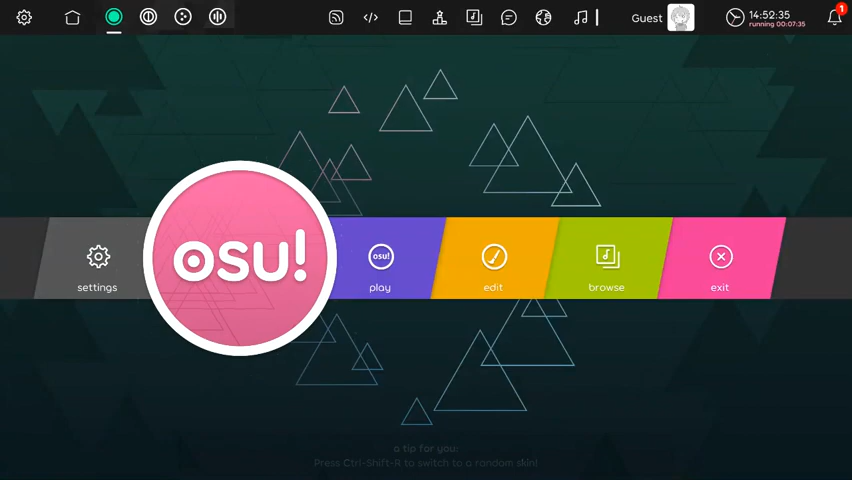 Guest
14:52:35
running 00:07:35
1
osu!
settings
osu!
play
edit
browse
exit
a tip for you:
Press Ctrl-Shift-R to switch to a random skin!